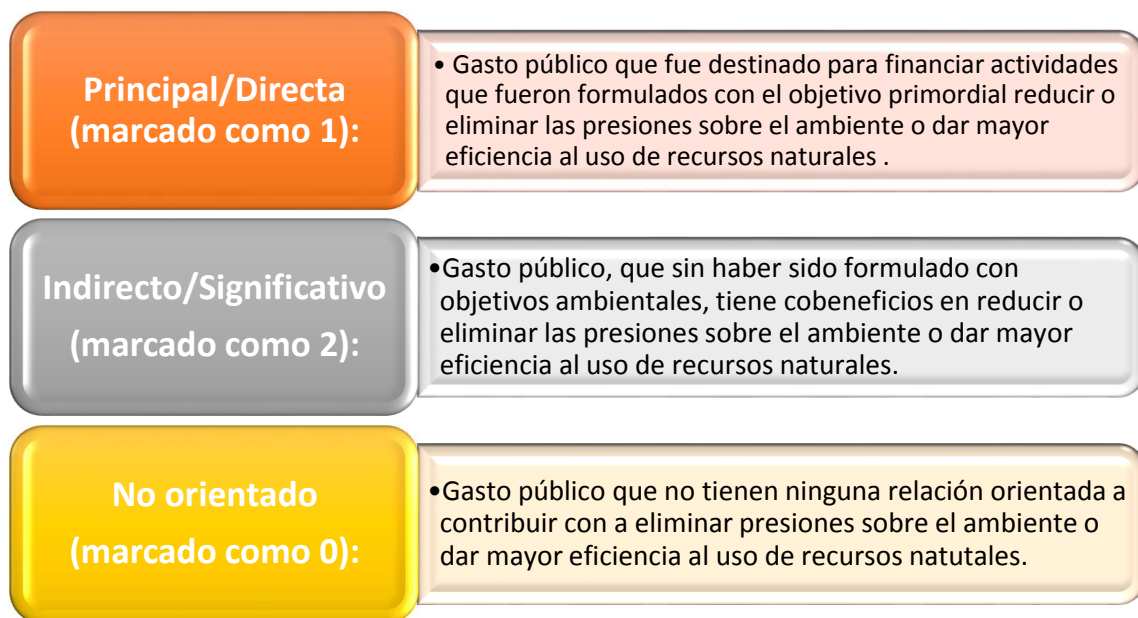 Principal/Directa
(marcado como 1):
• Gasto público que fue destinado para financiar actividades
que fueron formulados con el objetivo primordial reducir o
eliminar las presiones sobre el ambiente o dar mayor
eficiencia al uso de recursos naturales .
Indirecto/Significativo
(marcado como 2):
•Gasto público, que sin haber sido formulado con
objetivos ambientales, tiene cobeneficios en reducir o
eliminar las presiones sobre el ambiente o dar mayor
eficiencia al uso de recursos naturales.
No orientado
(marcado como 0):
•Gasto público que no tienen ninguna relación orientada a
contribuir con a eliminar presiones sobre el ambiente o
dar mayor eficiencia al uso de recursos natutales.